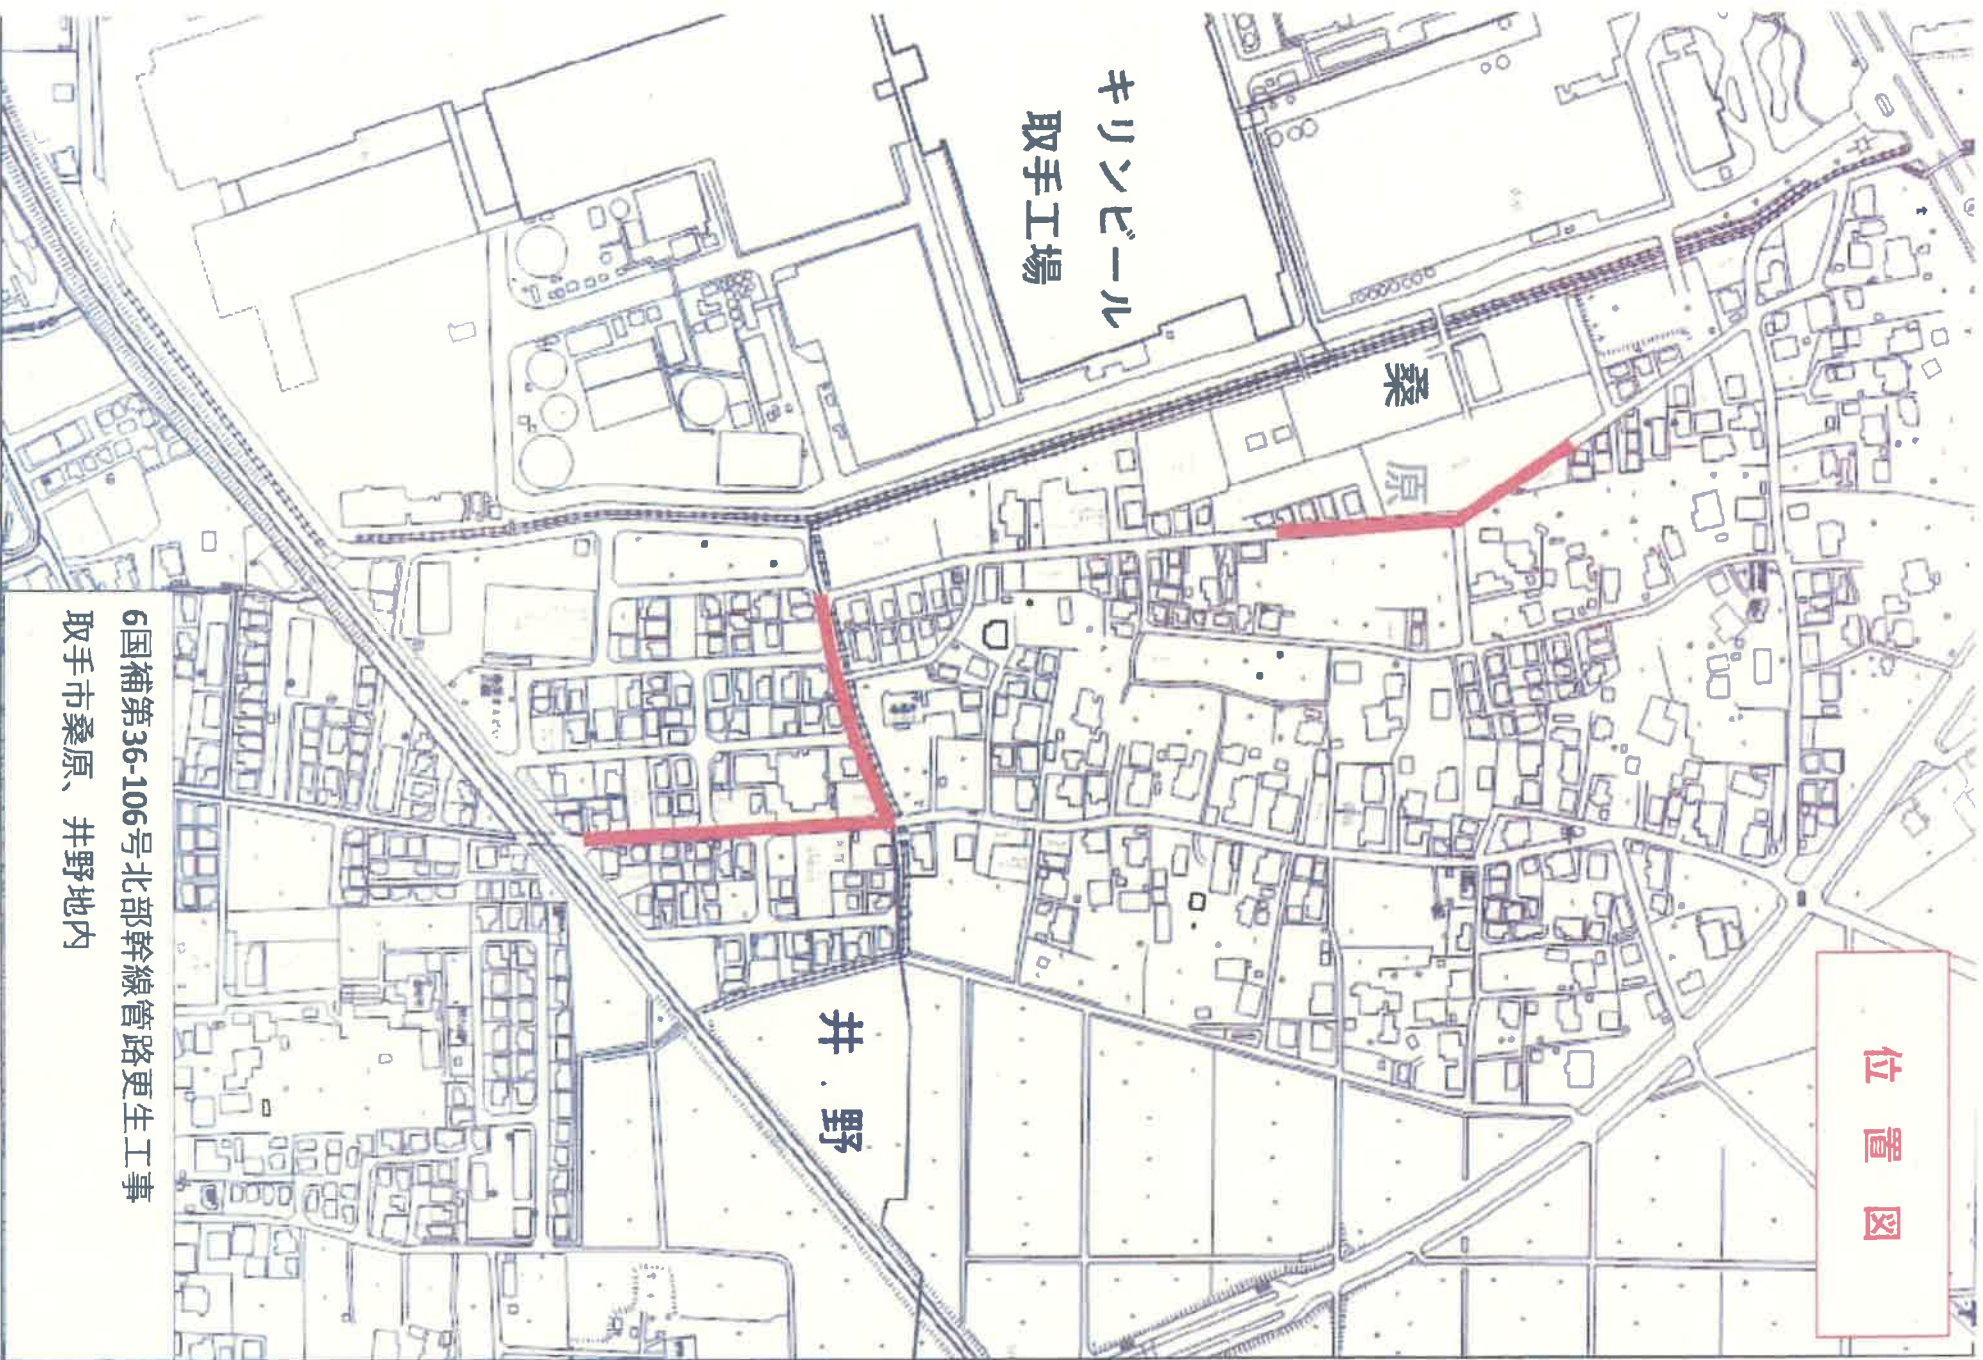 位置図
キリンビール
取手工場
桑
原
井野
6国補第36-106号北部幹線管路更生工事
取手市桑原、井野地内